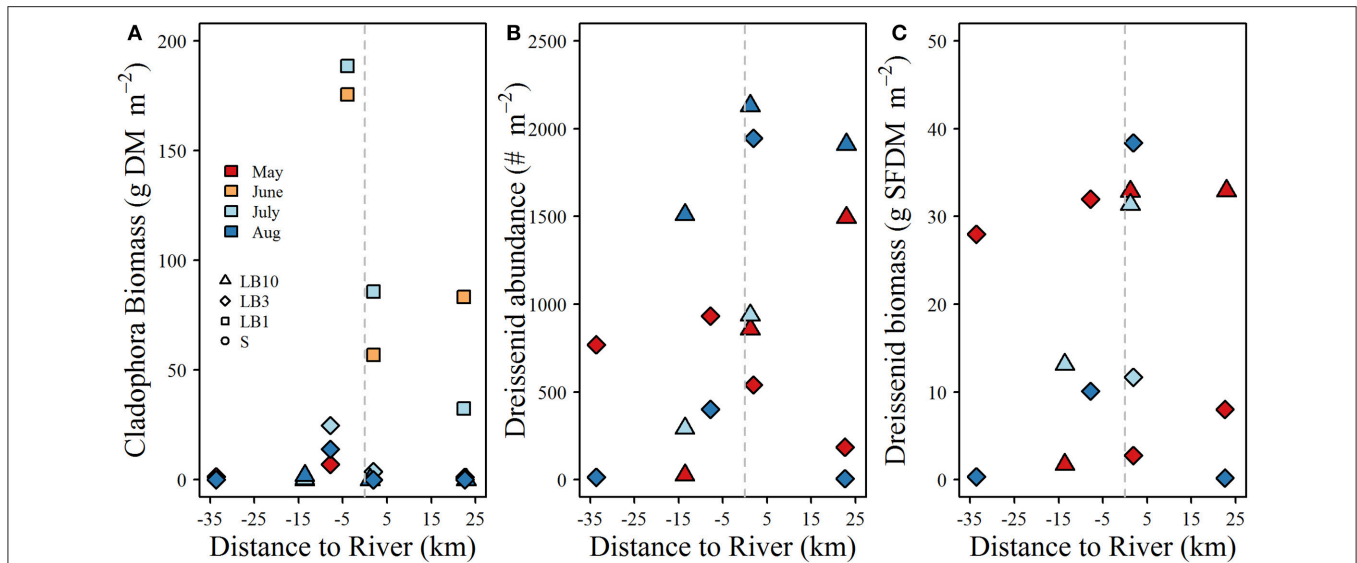 A
Cladophora Biomass (g DM m−2)
200
150
100
50
0
May
June
July
Aug
LB10
LB3
LB1
S
-35 -25 -15 -5 5 15 25
Distance to River (km)
B
Dreissenid abundance (# m−2)
2500
2000
1500
1000
500
0
-35 -25 -15 -5 5 15 25
Distance to River (km)
C
Dreissenid biomass (g SFDM m−2)
50
40
30
20
10
0
-35 -25 -15 -5 5 15 25
Distance to River (km)